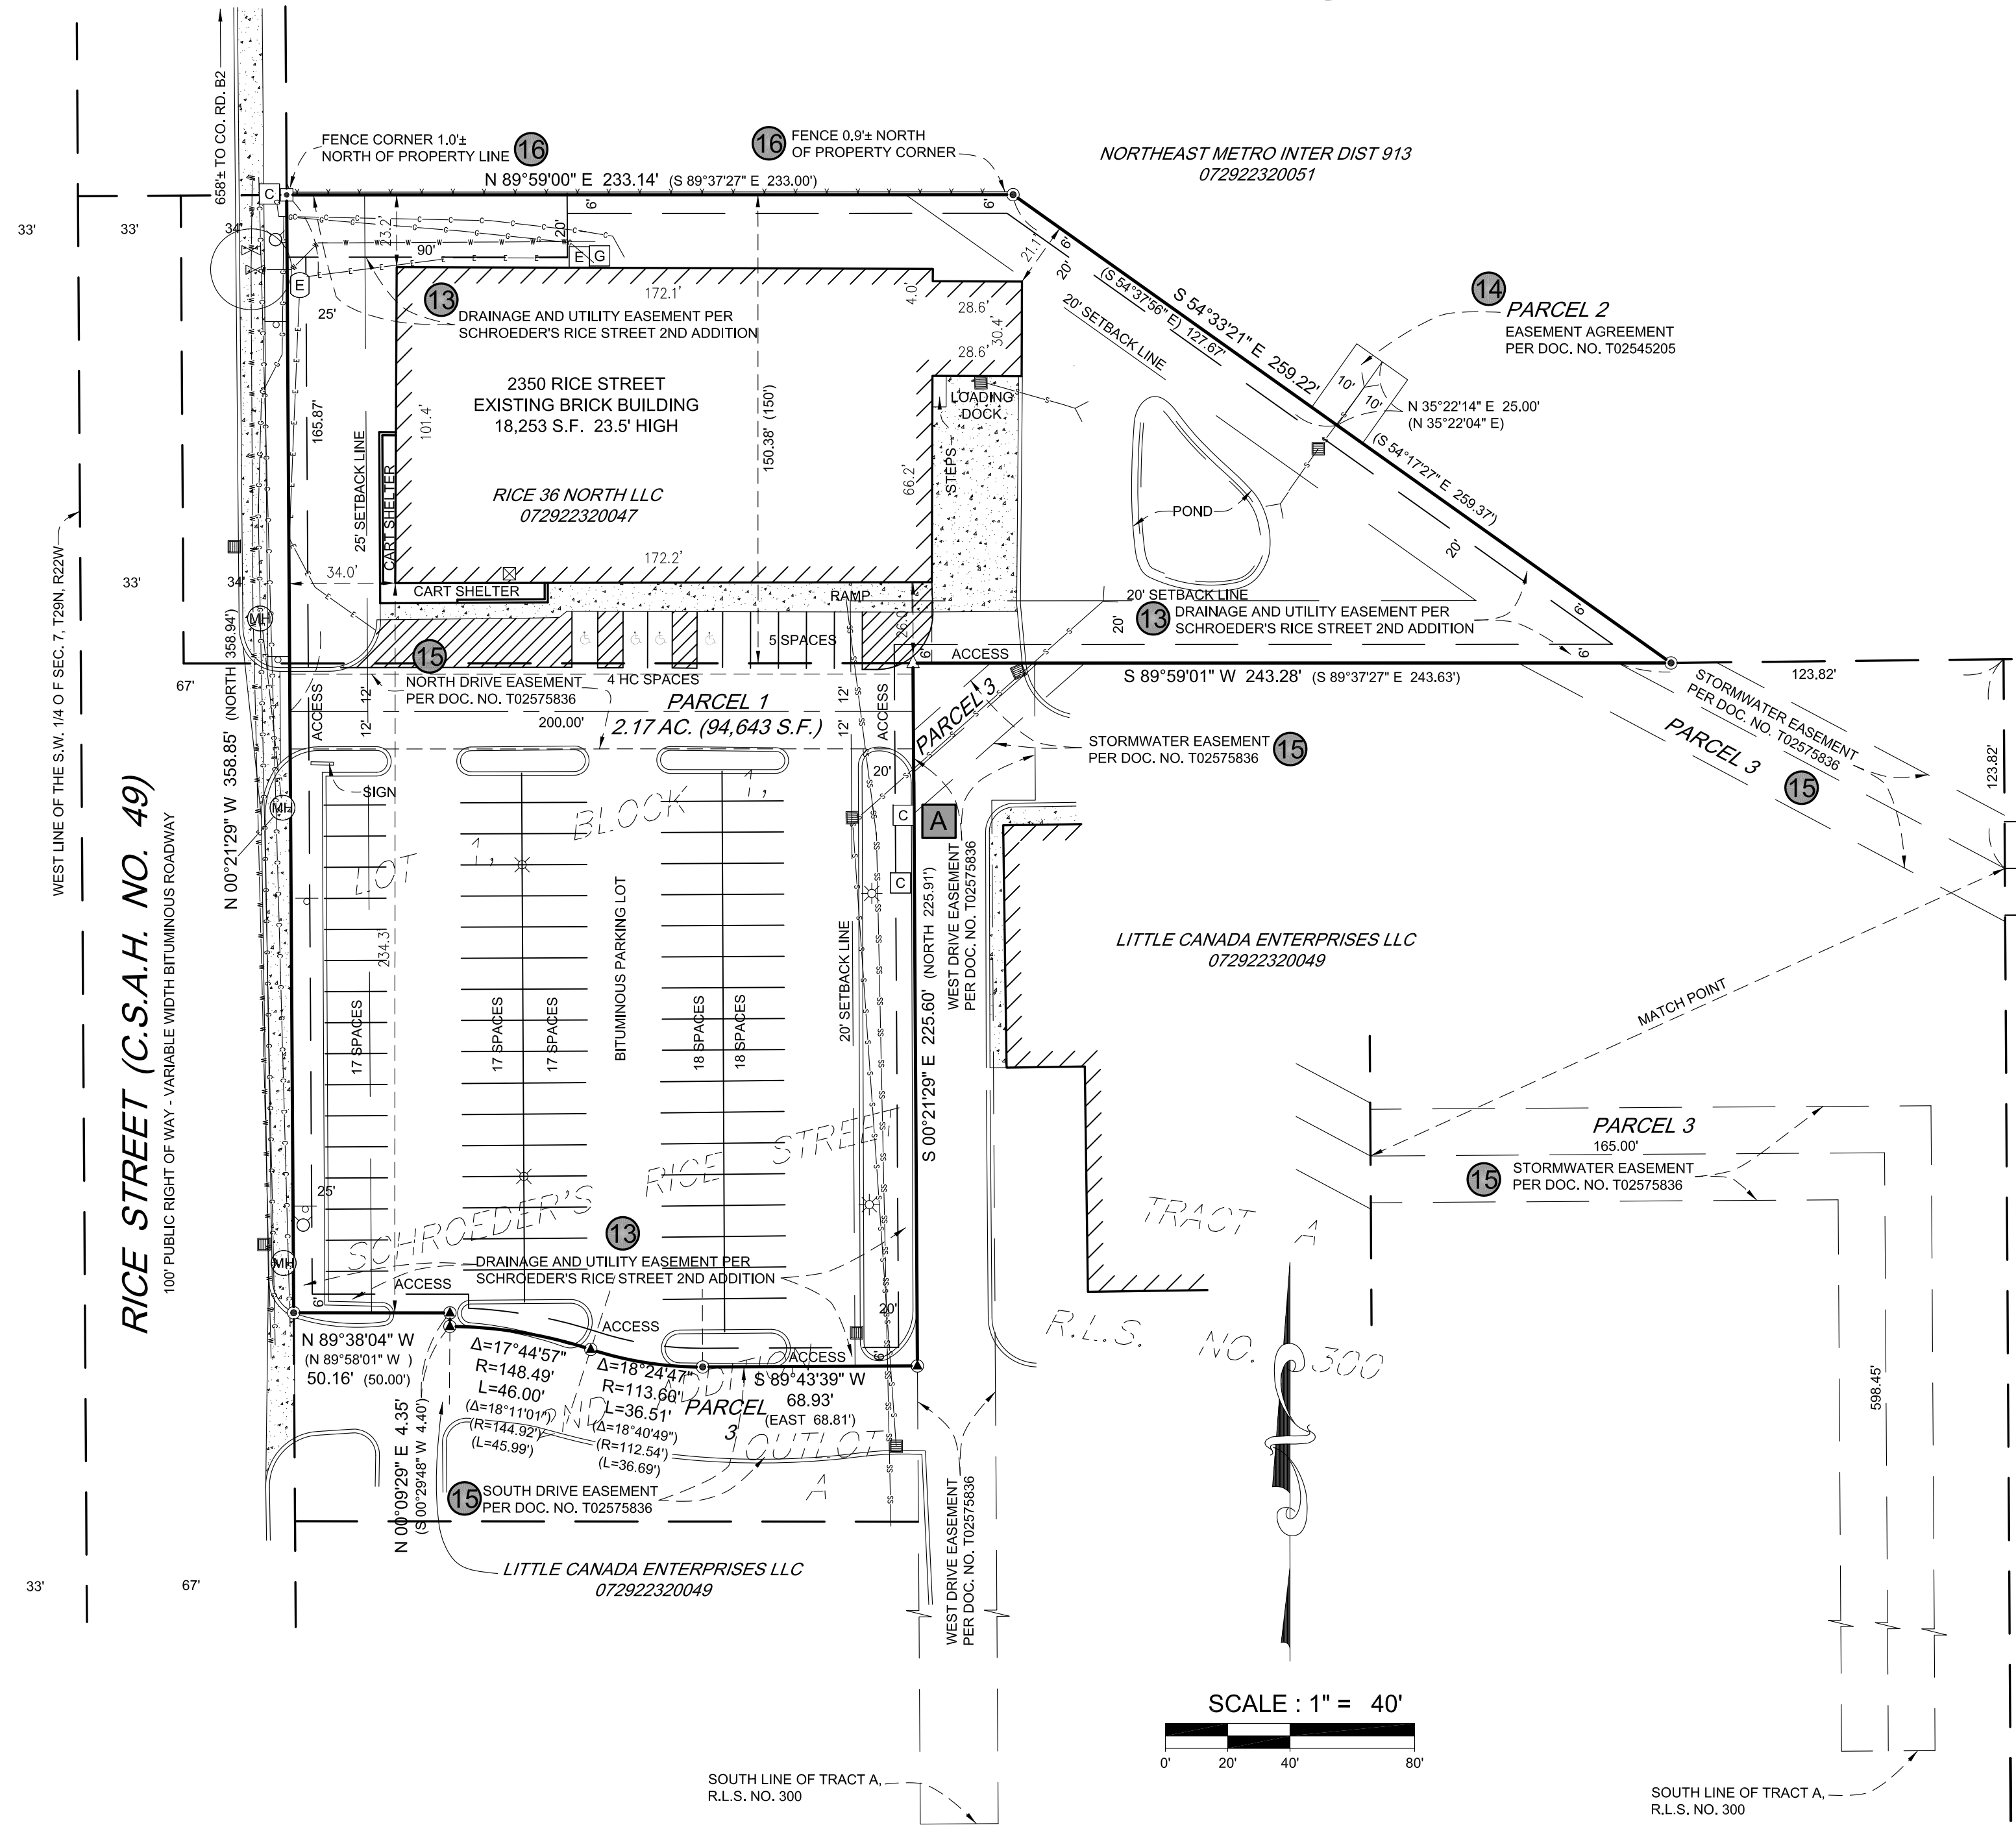 658'± TO CO. RD. B2
FENCE CORNER 1.0'±
NORTH OF PROPERTY LINE
16
16
FENCE 0.9'± NORTH
OF PROPERTY CORNER
NORTHEAST METRO INTER DIST 913
072922320051
N 89°59'00" E 233.14' (S 89°37'27" E 233.00')
C
33'
33'
34'
23.2'
90'
20'
6'
6'
E
G
E
25'
13
DRAINAGE AND UTILITY EASEMENT PER
SCHROEDER'S RICE STREET 2ND ADDITION
172.1'
4.0'
28.6'
30.4'
28.6'
21.1'
6'
20'
20' SETBACK LINE
(S 54°37'56" E) 127.67'
S 54°33'21" E 259.22'
(S 54°17'27" E 259.37')
14
PARCEL 2
EASEMENT AGREEMENT
PER DOC. NO. T02545205
10'
10'
N 35°22'14" E 25.00'
(N 35°22'04" E)
2350 RICE STREET
EXISTING BRICK BUILDING
18,253 S.F. 23.5' HIGH
RICE 36 NORTH LLC
072922320047
165.87'
25' SETBACK LINE
101.4'
CART SHELTER
150.38' (150')
66.2'
STEPS
LOADING
DOCK
POND
20'
172.2'
34.0'
33'
34'
CART SHELTER
RAMP
26.0'
5 SPACES
4 HC SPACES
20' SETBACK LINE
13
DRAINAGE AND UTILITY EASEMENT PER
SCHROEDER'S RICE STREET 2ND ADDITION
20'
6'
6'
6'
ACCESS
S 89°59'01" W 243.28' (S 89°37'27" E 243.63')
123.82'
123.82'
WEST LINE OF THE S.W. 1/4 O F SEC. 7, T29N, R22W
67'
15
NORTH DRIVE EASEMENT
PER DOC. NO. T02575836
ACCESS
12'
12'
200.00'
PARCEL 1
2.17 AC. (94,643 S.F.)
12'
12'
ACCESS
PARCEL 3
STORMWATER EASEMENT
PER DOC. NO. T02575836
15
STORMWATER EASEMENT
PER DOC. NO. T02575836
PARCEL 3
15
MH
MH
MH
N 00°21'29" W 358.85' (NORTH 358.94')
RICE STREET (C.S.A.H. NO. 49)
100' PUBLIC RIGHT OF WAY - VARIABLE WIDTH BITUMINOUS ROADWAY
SIGN
20'
C
A
C
LOT 1, BLOCK 1,
234.3'
17 SPACES
17 SPACES
17 SPACES
BITUMINOUS PARKING LOT
18 SPACES
18 SPACES
20' SETBACK LINE
S 00°21'29" E 225.60' (NORTH 225.91')
WEST DRIVE EASEMENT
PER DOC. NO. T02575836
LITTLE CANADA ENTERPRISES LLC
072922320049
MATCH POINT
PARCEL 3
165.00'
15
STORMWATER EASEMENT
PER DOC. NO. T02575836
598.45'
TRACT A
R.L.S. NO. 300
SCHROEDER'S RICE STREET
2ND ADDITION
OUTLOT
A
25'
13
DRAINAGE AND UTILITY EASEMENT PER
SCHROEDER'S RICE STREET 2ND ADDITION
ACCESS
6'
ACCESS
ACCESS
20'
6'
N 89°38'04" W
(N 89°58'01" W )
50.16' (50.00')
Δ=17°44'57"
R=148.49'
L=46.00'
(Δ=18°11'01")
(R=144.92')
(L=45.99')
Δ=18°24'47"
R=113.60'
L=36.51'
(Δ=18°40'49")
(R=112.54')
(L=36.69')
S 89°43'39" W
68.93'
(EAST 68.81')
PARCEL
3
N 00°09'29" E 4.35'
(S 00°29'48" W 4.40')
15
SOUTH DRIVE EASEMENT
PER DOC. NO. T02575836
LITTLE CANADA ENTERPRISES LLC
072922320049
33'
67'
WEST DRIVE EASEMENT
PER DOC. NO. T02575836
SCALE : 1" = 40'
0' 20' 40' 80'
SOUTH LINE OF TRACT A,
R.L.S. NO. 300
SOUTH LINE OF TRACT A,
R.L.S. NO. 300